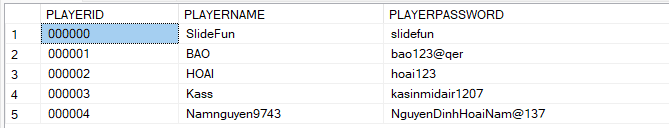 PLAYERID PLAYERNAME PLAYERPASSWORD
1 000000 SlideFun slidefun
2 000001 BAO bao123@qer
3 000002 HOAI hoai123
4 000003 Kass kasinmidair1207
5 000004 Namnguyen9743 NguyenDinhHoaiNam@137